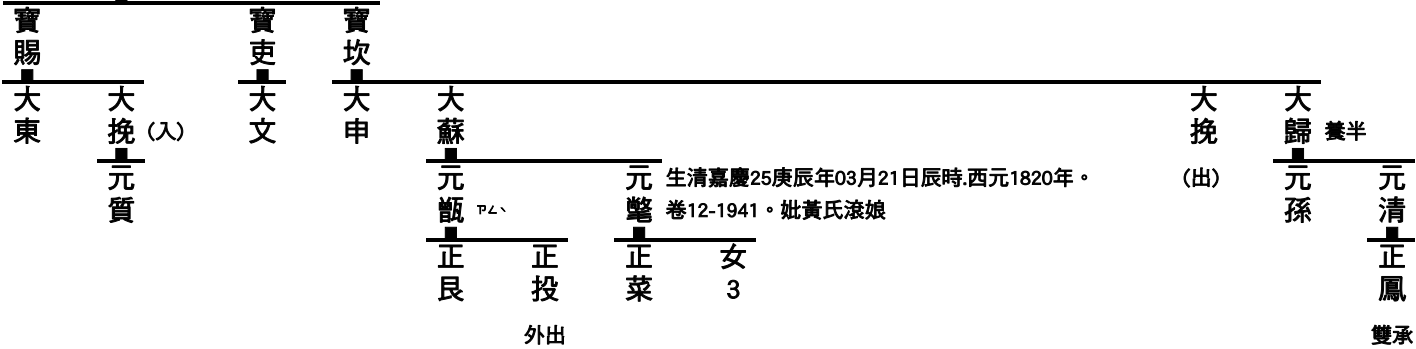 寶賜 寶吏 寶坎
大東 大挽（入） 大文 大申 大蘇 大挽（出） 大歸 養半
元質 元甑 ㄗㄥˋ 元鼈 生清嘉慶25庚辰年03月21日辰時.西元1820年。 元孫 元清
卷12-1941。妣黃氏滾娘
正艮 正投 正菜 女3 正鳳
外出 雙承